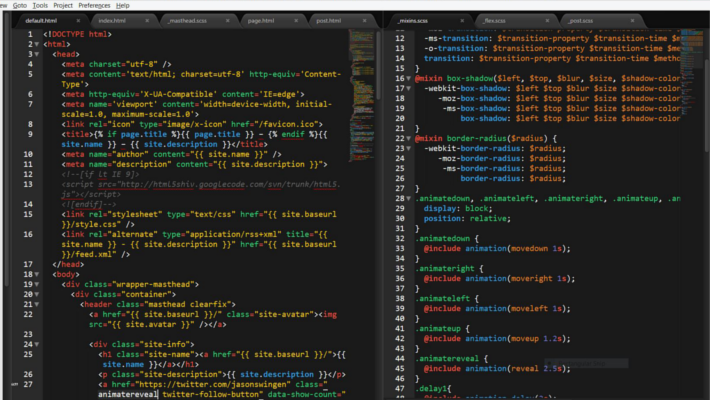 Goto Tools Project Preferences Help
default.html index.html _masthead.scss page.html post.html
1 <!DOCTYPE html>
2 <html>
3 <head>
4 <meta charset="utf-8" />
5 <meta content='text/html; charset=utf-8' http-equiv='Content-
Type'>
6 <meta http-equiv='X-UA-Compatible' content='IE=edge'>
7 <meta name='viewport' content='width=device-width, initial-
scale=1.0, maximum-scale=1.0'>
8 <link rel="icon" type="image/x-icon" href="/favicon.ico">
9 <title>{% if page.title %}{{ page.title }} – {% endif %}{{
site.name }} – {{ site.description }}</title>
10 <meta name="author" content="{{ site.name }}" />
11 <meta name="description" content="{{ site.description }}">
12 <!--[if lt IE 9]>
13 <script src="http://html5shiv.googlecode.com/svn/trunk/html5.
js"></script>
14 <![endif]-->
15 <link rel="stylesheet" type="text/css" href="{{ site.baseurl
}}/style.css" />
16 <link rel="alternate" type="application/rss+xml" title="{{
site.name }} - {{ site.description }}" href="{{ site.baseurl
}}/feed.xml" />
17 </head>
18 <body>
19 <div class="wrapper-masthead">
20 <div class="container">
21 <header class="masthead clearfix">
22 <a href="{{ site.baseurl }}/" class="site-avatar"><img
src="{{ site.avatar }}" /></a>
23
24 <div class="site-info">
25 <h1 class="site-name"><a href="{{ site.baseurl }}/">{{
site.name }}</a></h1>
26 <p class="site-description">{{ site.description }}</p>
27 <a href="https://twitter.com/jasonswingen" class="
animatereveal twitter-follow-button" data-show-count="
_mixins.scss _flex.scss _post.scss
12 -ms-transition: $transition-property $transition-time $metho
13 -o-transition: $transition-property $transition-time $method
14 transition: $transition-property $transition-time $method
15 }
16 @mixin box-shadow($left, $top, $blur, $size, $shadow-color
17 -webkit-box-shadow: $left $top $blur $size $shadow-color
18 -moz-box-shadow: $left $top $blur $size $shadow-color
19 -ms-box-shadow: $left $top $blur $size $shadow-color
20 box-shadow: $left $top $blur $size $shadow-color
21 }
22 @mixin border-radius($radius) {
23 -webkit-border-radius: $radius;
24 -moz-border-radius: $radius;
25 -ms-border-radius: $radius;
26 border-radius: $radius;
27 }
28 .animatedown, .animateleft, .animateright, .animateup, .an
29 display: block;
30 position: relative;
31 }
32 .animatedown {
33 @include animation(movedown 1s);
34 }
35 .animateright {
36 @include animation(moveright 1s);
37 }
38 .animateleft {
39 @include animation(moveleft 1s);
40 }
41 .animateup {
42 @include animation(moveup 1.2s);
43 }
44 .animatereveal {
45 @include animation(reveal 2.5s);
46 }
47 .delay1{